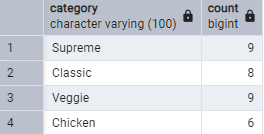 category count
character varying (100) bigint
1 Supreme 9
2 Classic 8
3 Veggie 9
4 Chicken 6